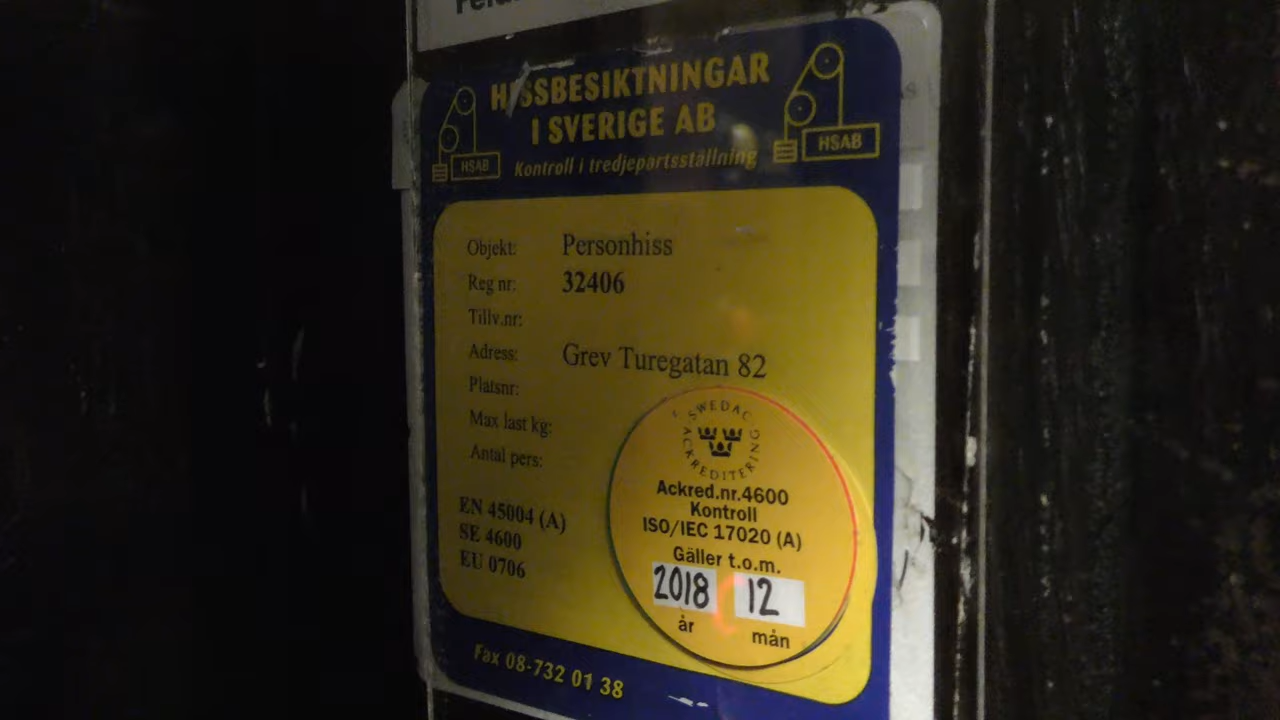 HISSBESIKTNINGAR
I SVERIGE AB
Kontroll i tredjepartsställning
HSAB
HSAB
Objekt: Personhiss
Reg nr: 32406
Tillv.nr:
Adress: Grev Turegatan 82
Platsnr:
Max last kg:
Antal pers:
EN 45004 (A)
SE 4600
EU 0706
SWEDAC
ACKREDITERING
Ackred.nr.4600
Kontroll
ISO/IEC 17020 (A)
Gäller t.o.m.
2018 12
år mån
Fax 08-732 01 38